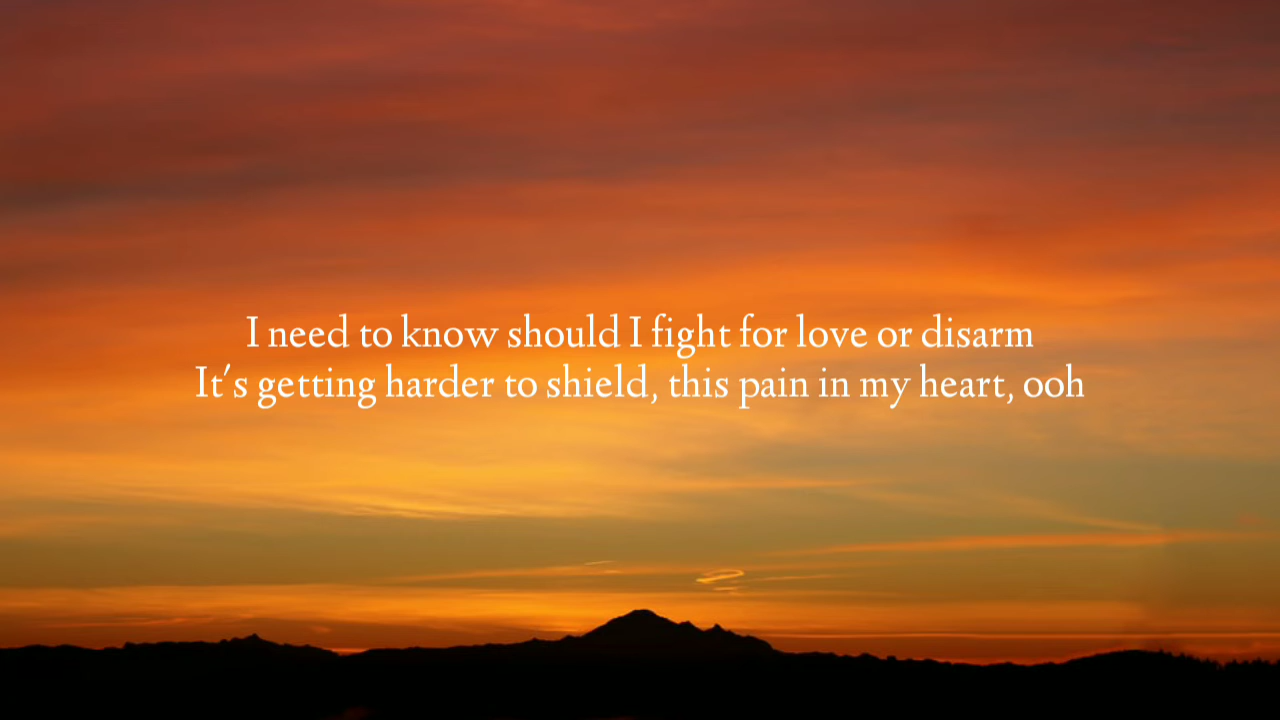 I need to know should I fight for love or disarm
It's getting harder to shield, this pain in my heart, ooh